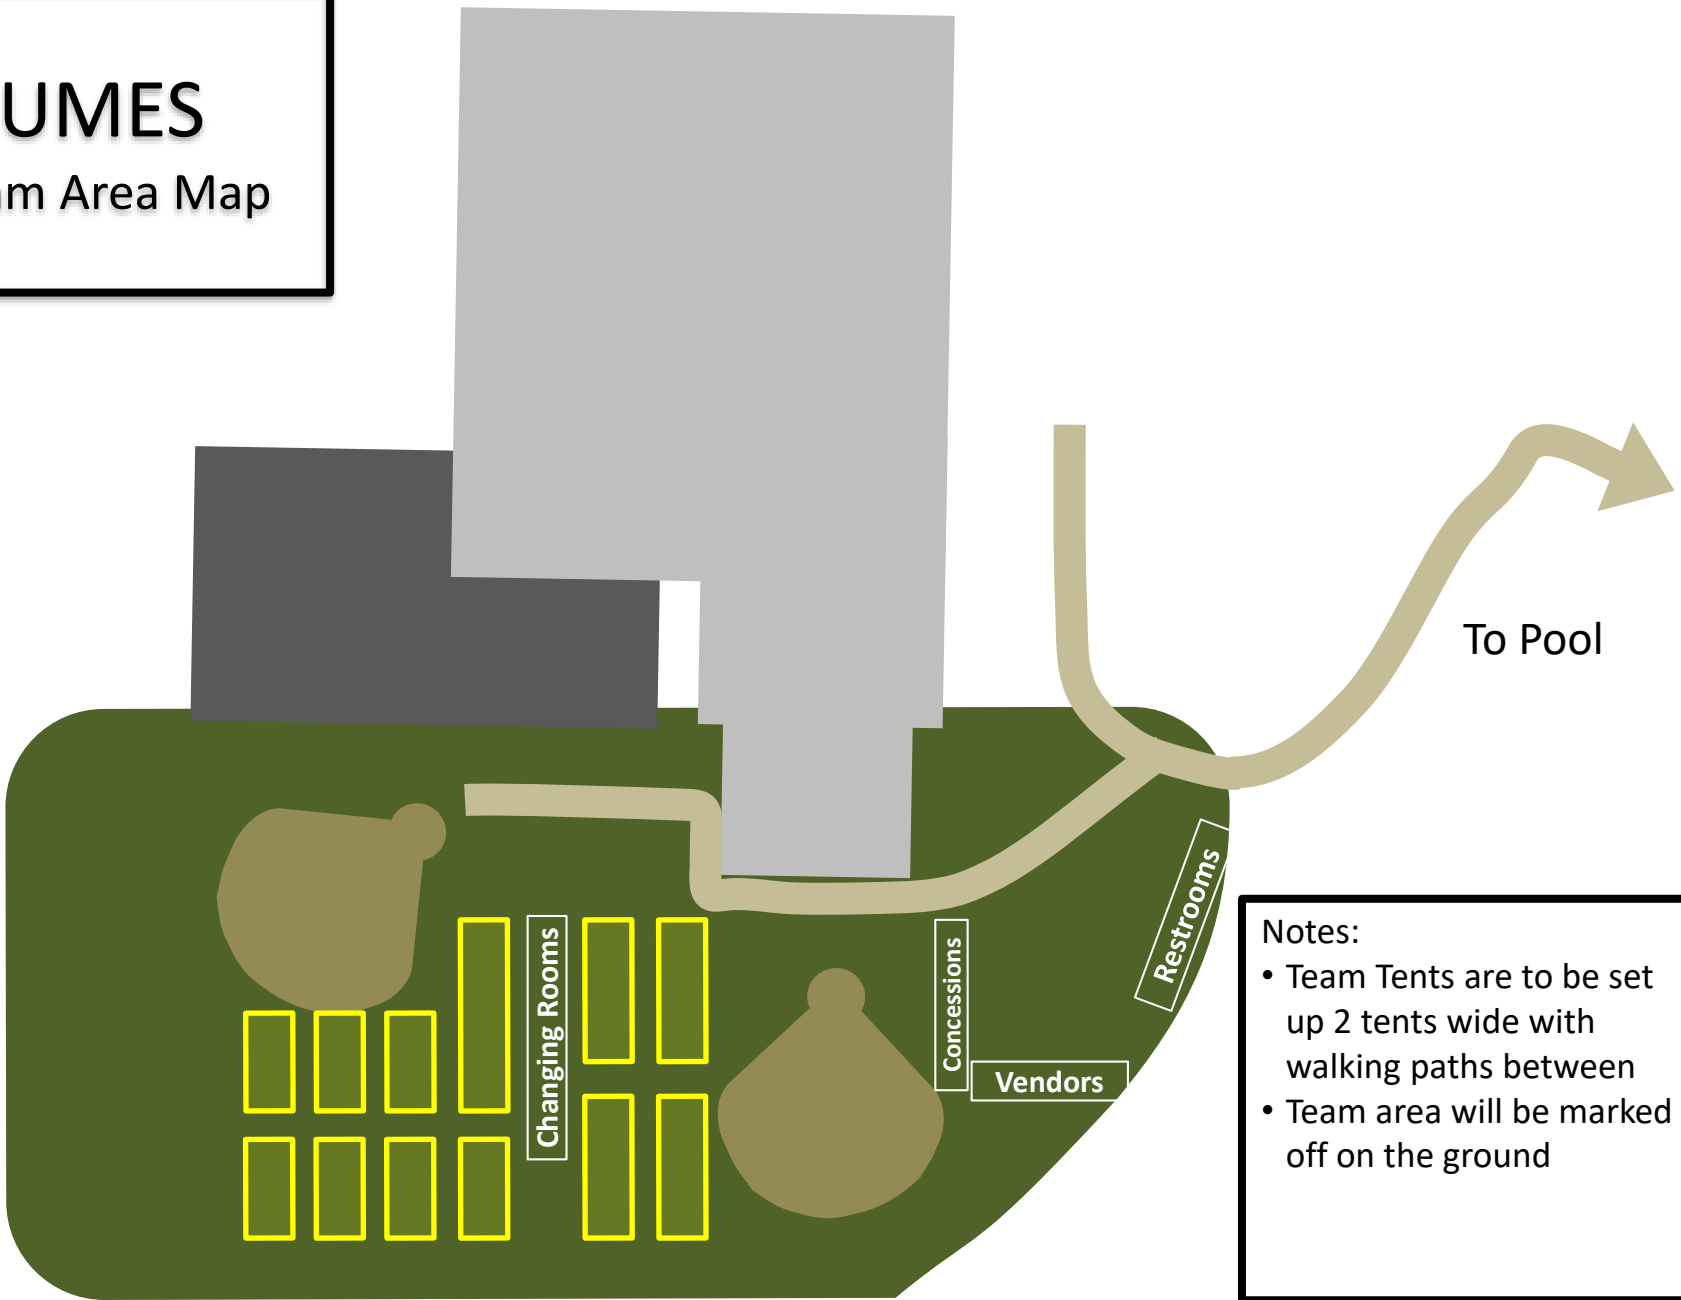 UMES
am Area Map
To Pool
Restrooms
Changing Rooms
Concessions
Vendors
Notes:
• Team Tents are to be set
up 2 tents wide with
walking paths between
• Team area will be marked
off on the ground